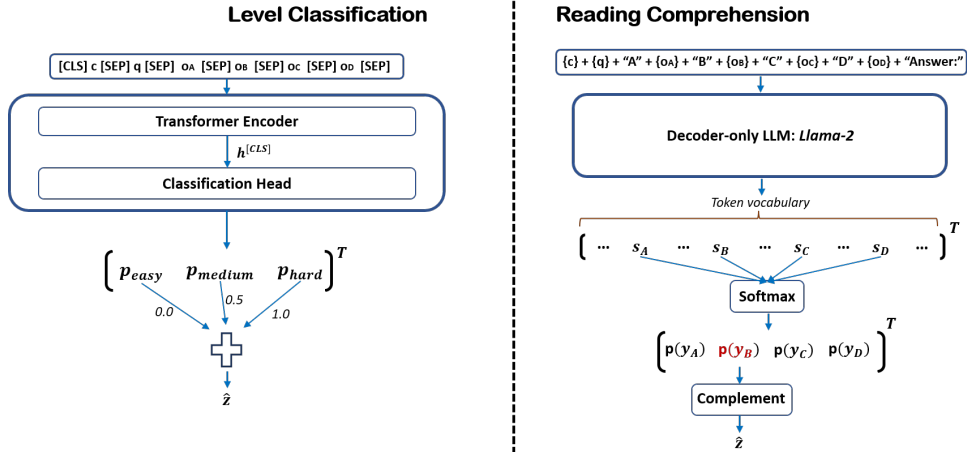 Level Classification
[CLS] c [SEP] q [SEP] oA [SEP] oB [SEP] oC [SEP] oD [SEP]
Transformer Encoder
h^[CLS]
Classification Head
[ p_easy p_medium p_hard ]^T
0.0 0.5 1.0
ẑ
Reading Comprehension
{c} + {q} + “A” + {oA} + “B” + {oB} + “C” + {oC} + “D” + {oD} + “Answer:”
Decoder-only LLM: Llama-2
Token vocabulary
[ ... s_A ... s_B ... s_C ... s_D ... ]^T
Softmax
[ p(y_A) p(y_B) p(y_C) p(y_D) ]^T
Complement
ẑ